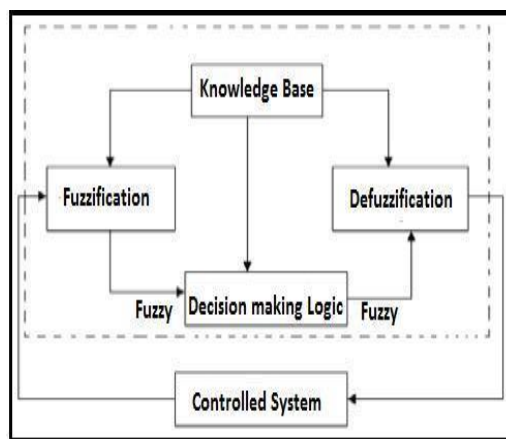 Knowledge Base
Fuzzification
Defuzzification
Fuzzy
Decision making Logic
Fuzzy
Controlled System